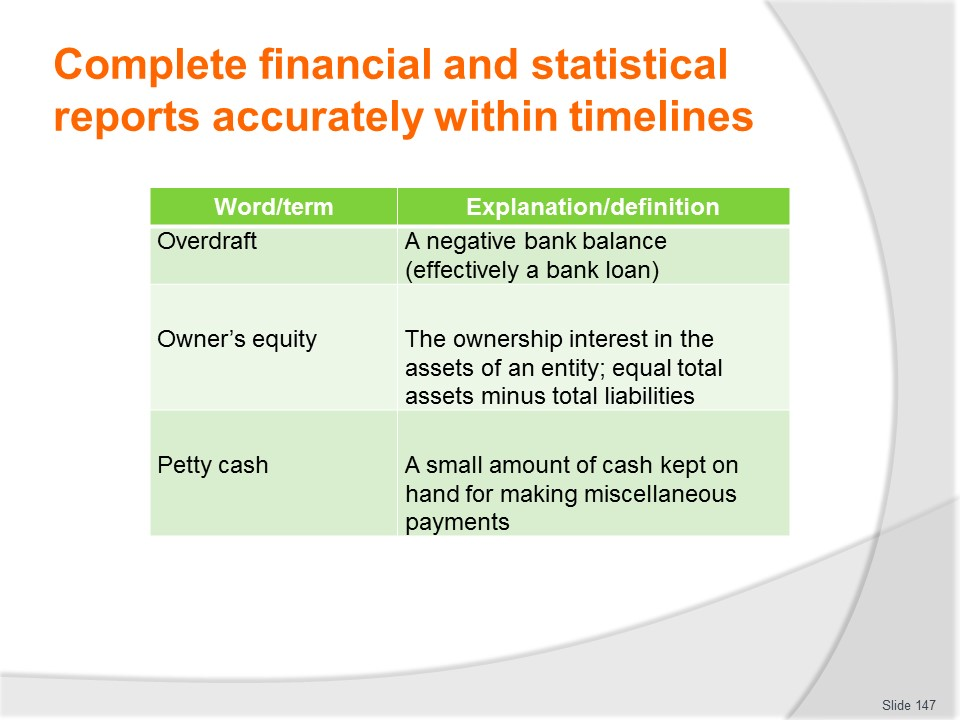 Complete financial and statistical
reports accurately within timelines
Word/term
Explanation/definition
Overdraft
A negative bank balance
(effectively a bank loan)
Owner’s equity
The ownership interest in the
assets of an entity; equal total
assets minus total liabilities
Petty cash
A small amount of cash kept on
hand for making miscellaneous
payments
Slide 147